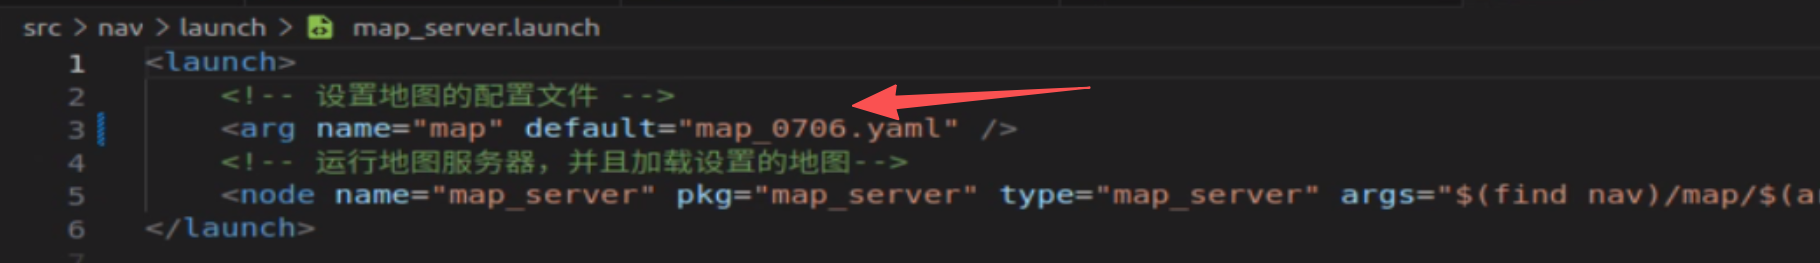 src > nav > launch > map_server.launch
1 <launch>
2 <!-- 设置地图的配置文件 -->
3 <arg name="map" default="map_0706.yaml" />
4 <!-- 运行地图服务器，并且加载设置的地图-->
5 <node name="map_server" pkg="map_server" type="map_server" args="$(find nav)/map/$(a
6 </launch>
7